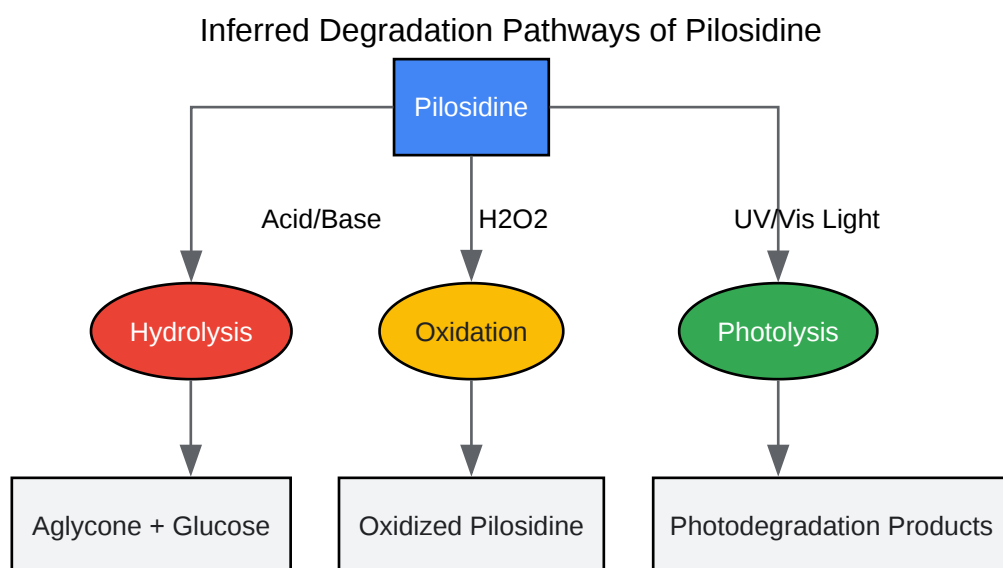 Inferred Degradation Pathways of Pilosidine
Pilosidine
Acid/Base
H2O2
UV/Vis Light
Hydrolysis
Oxidation
Photolysis
Aglycone + Glucose
Oxidized Pilosidine
Photodegradation Products